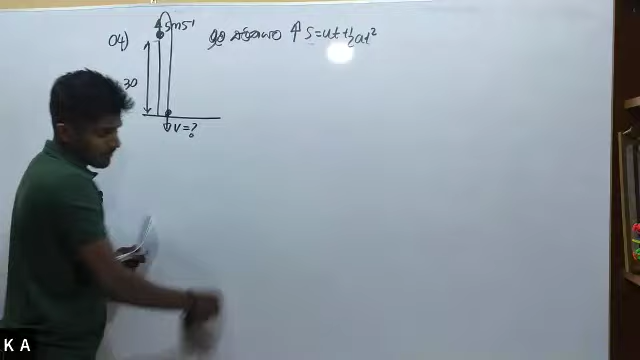 04)
5ms⁻¹
↑ S=ut+½at²
30
V=?
K A